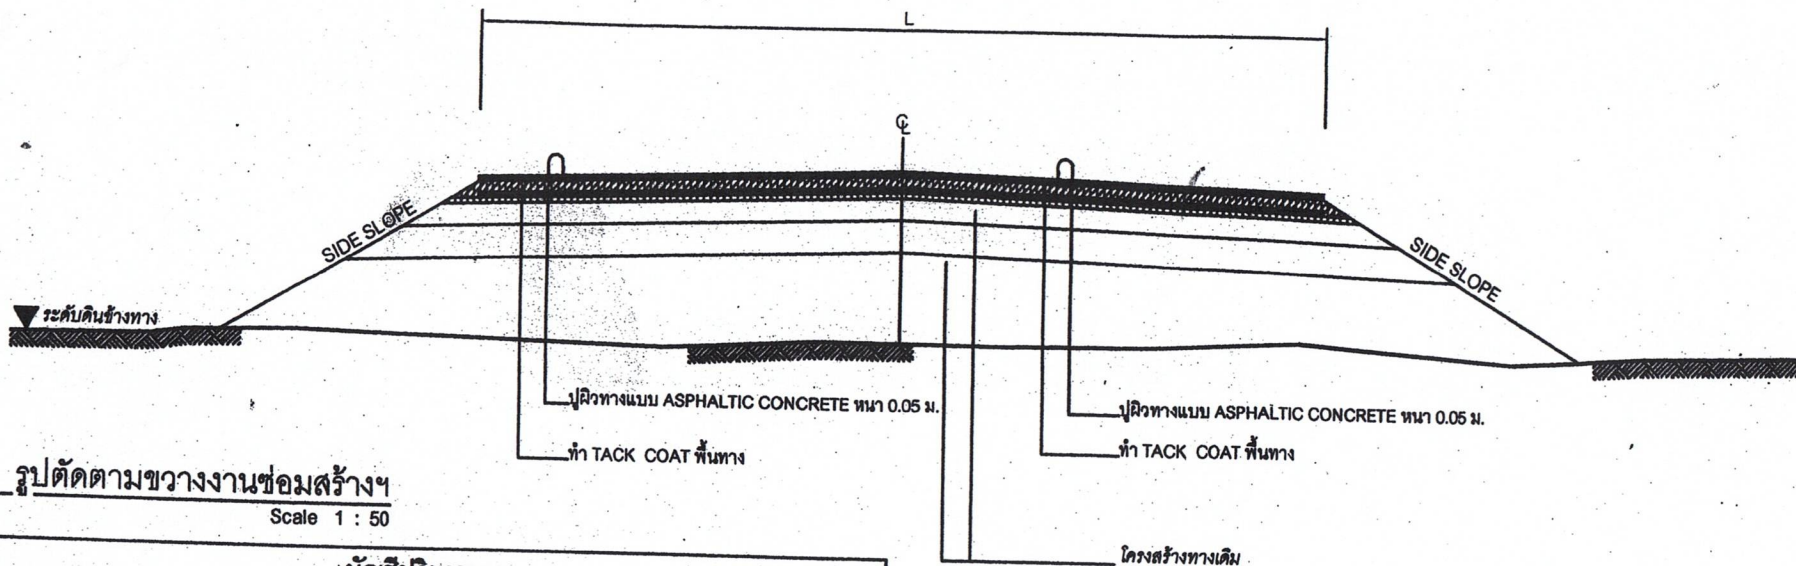 L
℄
SIDE SLOPE
SIDE SLOPE
ระดับดินข้างทาง
ปูผิวทางแบบ ASPHALTIC CONCRETE หนา 0.05 ม.
ปูผิวทางแบบ ASPHALTIC CONCRETE หนา 0.05 ม.
ทำ TACK COAT พื้นทาง
ทำ TACK COAT พื้นทาง
รูปตัดตามขวางงานซ่อมสร้างฯ
Scale 1 : 50
โครงสร้างทางเดิม